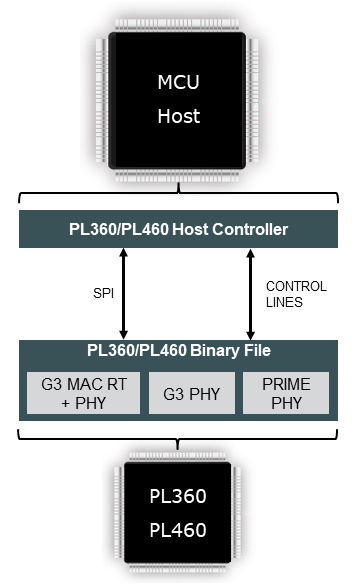 MCU
Host
PL360/PL460 Host Controller
SPI
CONTROL
LINES
PL360/PL460 Binary File
G3 MAC RT
+ PHY
G3 PHY
PRIME
PHY
PL360
PL460